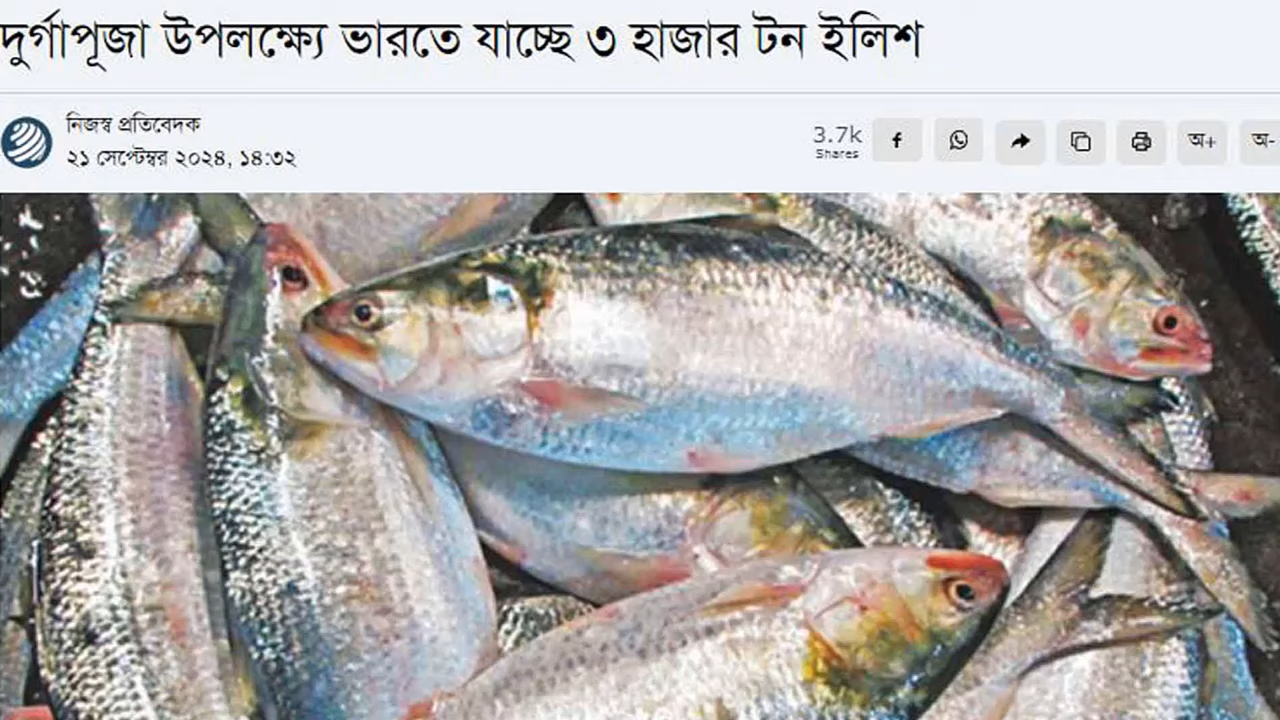 দুর্গাপূজা উপলক্ষ্যে ভারতে যাচ্ছে ৩ হাজার টন ইলিশ
নিজস্ব প্রতিবেদক
২১ সেপ্টেম্বর ২০২৪, ১৪:৩২
3.7k
Shares
অ+
অ-